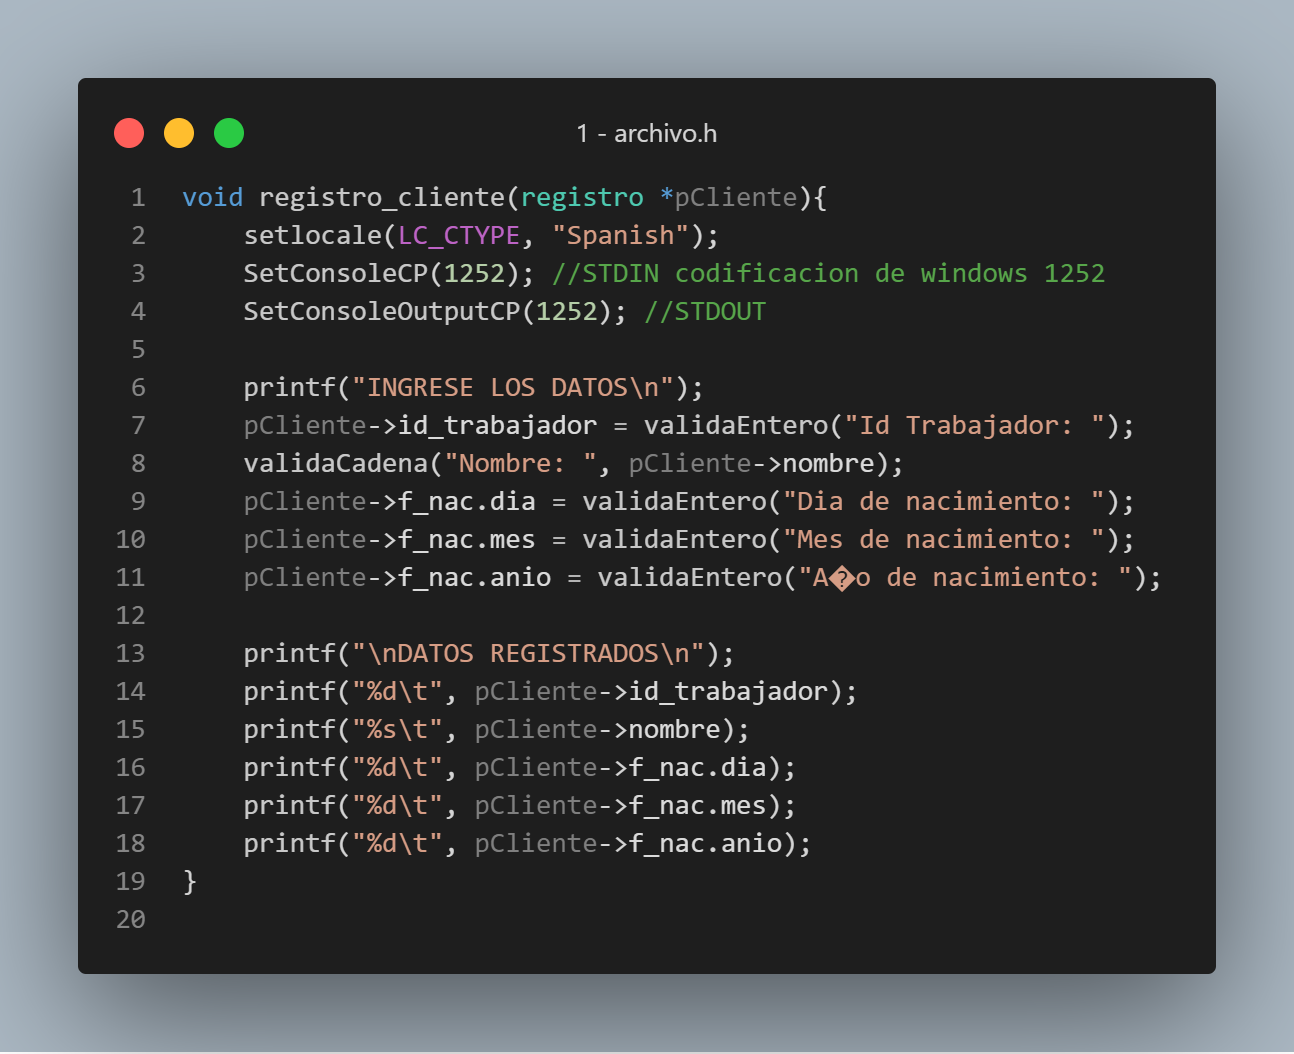 1 - archivo.h
1 void registro_cliente(registro *pCliente){
2     setlocale(LC_CTYPE, "Spanish");
3     SetConsoleCP(1252); //STDIN codificacion de windows 1252
4     SetConsoleOutputCP(1252); //STDOUT
5
6     printf("INGRESE LOS DATOS\n");
7     pCliente->id_trabajador = validaEntero("Id Trabajador: ");
8     validaCadena("Nombre: ", pCliente->nombre);
9     pCliente->f_nac.dia = validaEntero("Dia de nacimiento: ");
10     pCliente->f_nac.mes = validaEntero("Mes de nacimiento: ");
11     pCliente->f_nac.anio = validaEntero("A�o de nacimiento: ");
12
13     printf("\nDATOS REGISTRADOS\n");
14     printf("%d\t", pCliente->id_trabajador);
15     printf("%s\t", pCliente->nombre);
16     printf("%d\t", pCliente->f_nac.dia);
17     printf("%d\t", pCliente->f_nac.mes);
18     printf("%d\t", pCliente->f_nac.anio);
19 }
20